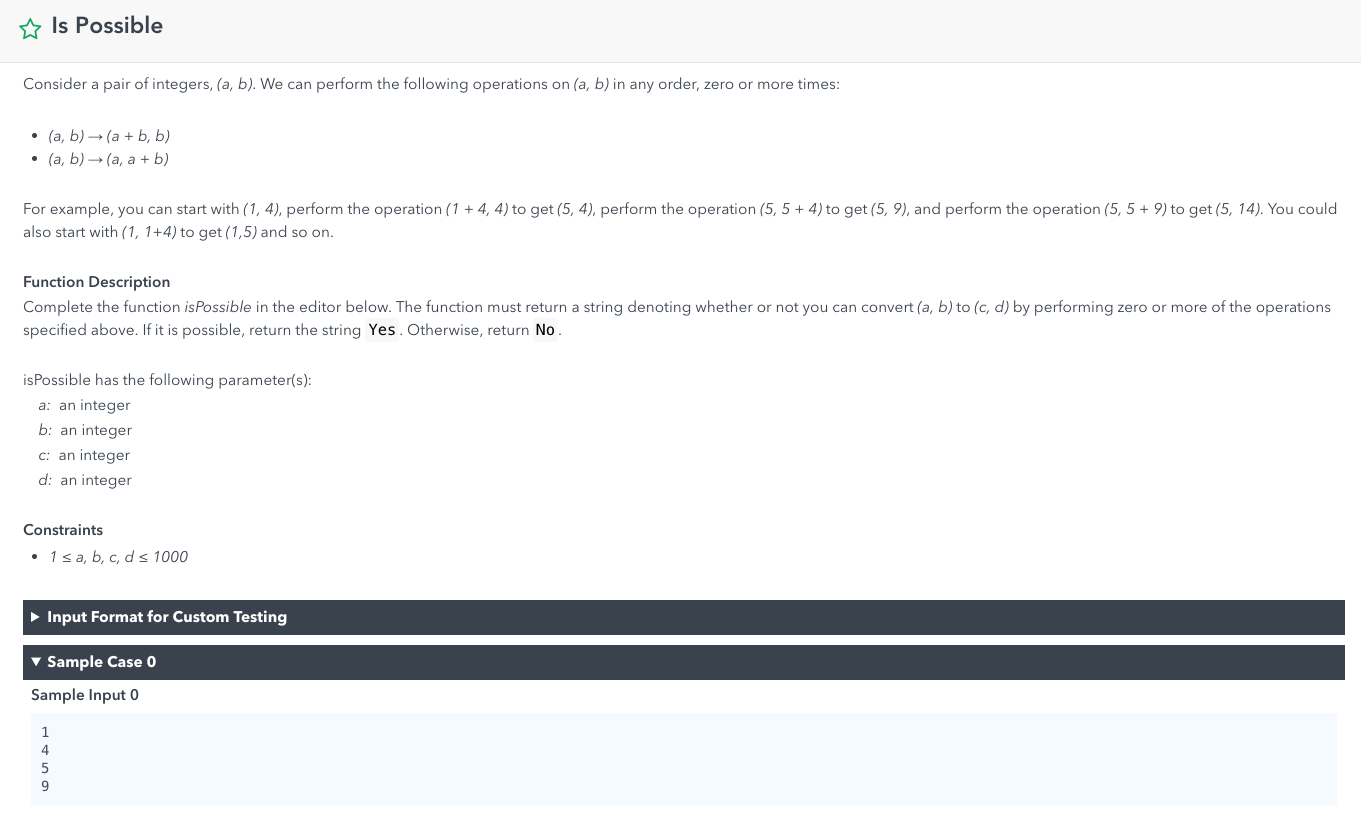 Is Possible
Consider a pair of integers, (a, b). We can perform the following operations on (a, b) in any order, zero or more times:
• (a, b) → (a + b, b)
• (a, b) → (a, a + b)
For example, you can start with (1, 4), perform the operation (1 + 4, 4) to get (5, 4), perform the operation (5, 5 + 4) to get (5, 9), and perform the operation (5, 5 + 9) to get (5, 14). You could
also start with (1, 1+4) to get (1,5) and so on.
Function Description
Complete the function isPossible in the editor below. The function must return a string denoting whether or not you can convert (a, b) to (c, d) by performing zero or more of the operations
specified above. If it is possible, return the string Yes. Otherwise, return No.
isPossible has the following parameter(s):
a: an integer
b: an integer
c: an integer
d: an integer
Constraints
• 1 ≤ a, b, c, d ≤ 1000
Input Format for Custom Testing
Sample Case 0
Sample Input 0
1
4
5
9